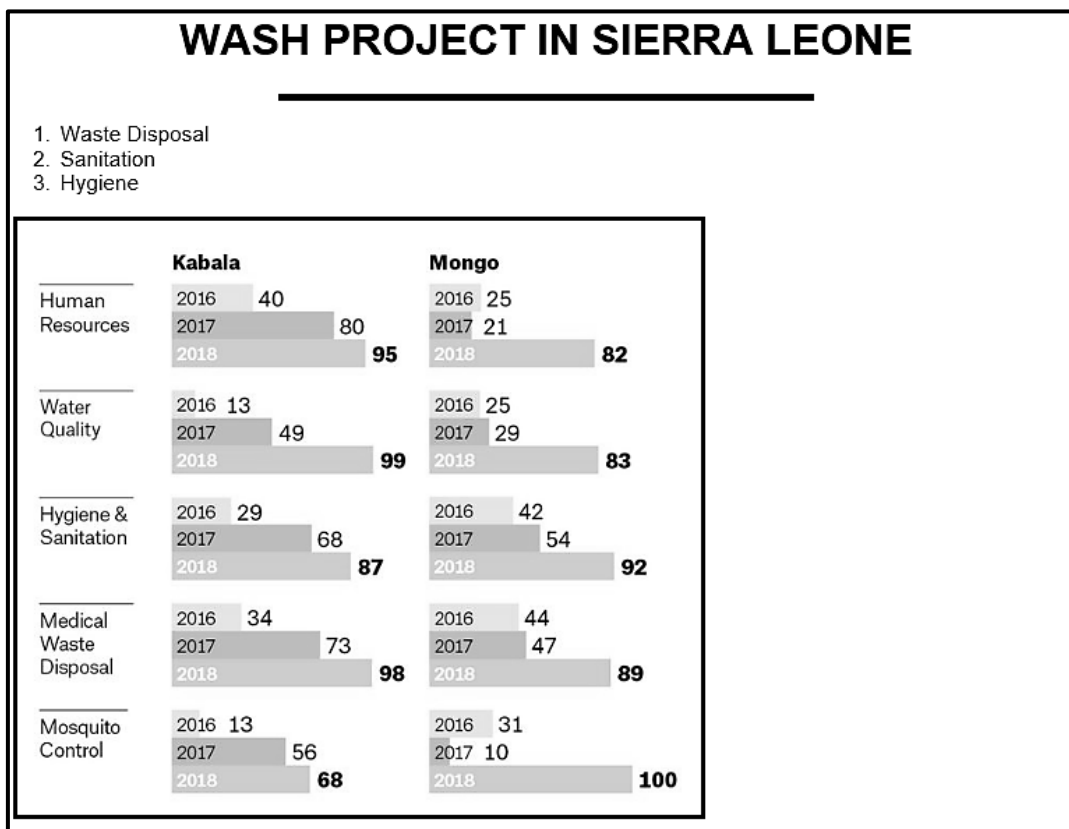 WASH PROJECT IN SIERRA LEONE
1. Waste Disposal
2. Sanitation
3. Hygiene
Kabala
Mongo
Human
Resources
2016 40
2017 80
2018 95
2016 25
2017 21
2018 82
Water
Quality
2016 13
2017 49
2018 99
2016 25
2017 29
2018 83
Hygiene &
Sanitation
2016 29
2017 68
2018 87
2016 42
2017 54
2018 92
Medical
Waste
Disposal
2016 34
2017 73
2018 98
2016 44
2017 47
2018 89
Mosquito
Control
2016 13
2017 56
2018 68
2016 31
2017 10
2018 100